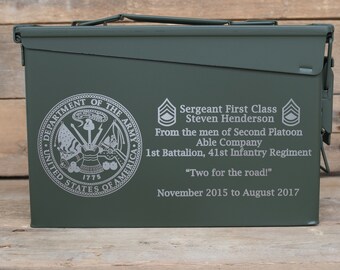 DEPARTMENT OF THE ARMY
1775
UNITED STATES OF AMERICA
Sergeant First Class
Steven Henderson
From the men of Second Platoon
Able Company
1st Battalion, 41st Infantry Regiment
"Two for the road!"
November 2015 to August 2017